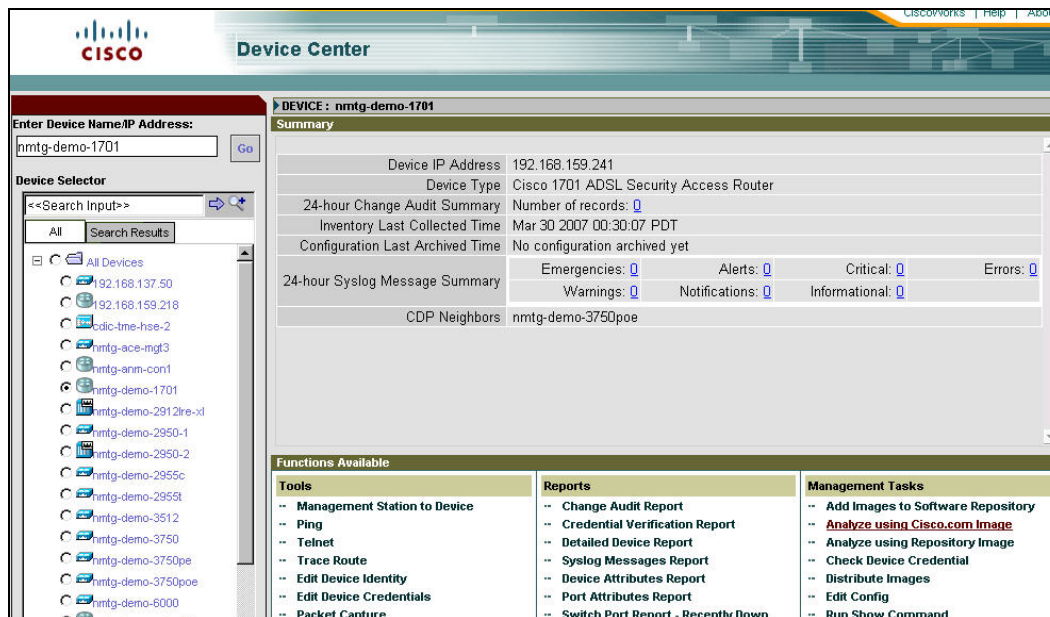 CiscoWorks | Help | Abou
CISCO
Device Center
Enter Device Name/IP Address:
nmtg-demo-1701
Go
Device Selector
<<Search Input>>
All
Search Results
All Devices
192.168.137.50
192.168.159.218
cdic-tme-hse-2
nmtg-ace-mgt3
nmtg-anm-con1
nmtg-demo-1701
nmtg-demo-2912lre-xl
nmtg-demo-2950-1
nmtg-demo-2950-2
nmtg-demo-2955c
nmtg-demo-2955t
nmtg-demo-3512
nmtg-demo-3750
nmtg-demo-3750pe
nmtg-demo-3750poe
nmtg-demo-6000
DEVICE : nmtg-demo-1701
Summary
Device IP Address 192.168.159.241
Device Type Cisco 1701 ADSL Security Access Router
24-hour Change Audit Summary Number of records: 0
Inventory Last Collected Time Mar 30 2007 00:30:07 PDT
Configuration Last Archived Time No configuration archived yet
24-hour Syslog Message Summary
Emergencies: 0 Alerts: 0 Critical: 0 Errors: 0
Warnings: 0 Notifications: 0 Informational: 0
CDP Neighbors nmtg-demo-3750poe
Functions Available
Tools
-- Management Station to Device
-- Ping
-- Telnet
-- Trace Route
-- Edit Device Identity
-- Edit Device Credentials
-- Packet Capture
Reports
-- Change Audit Report
-- Credential Verification Report
-- Detailed Device Report
-- Syslog Messages Report
-- Device Attributes Report
-- Port Attributes Report
-- Switch Port Report - Recently Down
Management Tasks
-- Add Images to Software Repository
-- Analyze using Cisco.com Image
-- Analyze using Repository Image
-- Check Device Credential
-- Distribute Images
-- Edit Config
-- Run Show Command